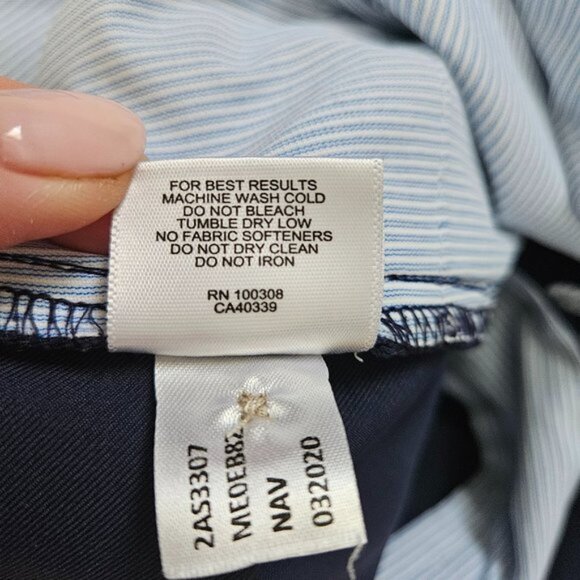 FOR BEST RESULTS
MACHINE WASH COLD
DO NOT BLEACH
TUMBLE DRY LOW
NO FABRIC SOFTENERS
DO NOT DRY CLEAN
DO NOT IRON
RN 100308
CA40339
2AS3307
NAV
032020